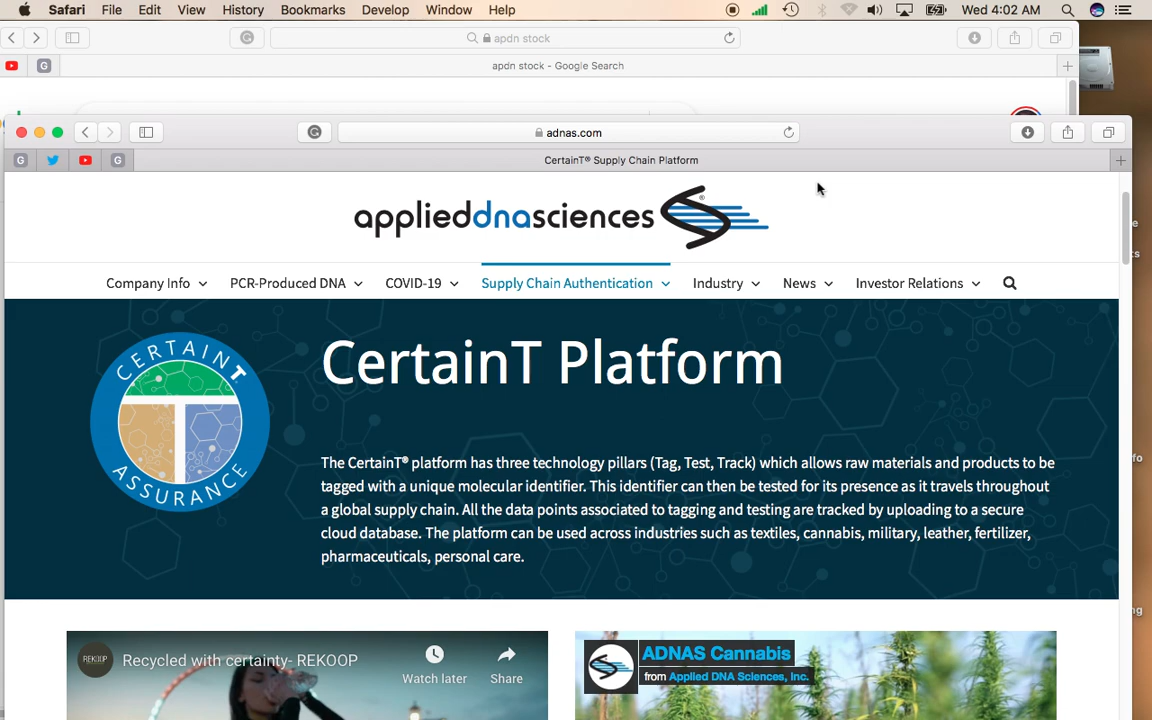 Safari File Edit View History Bookmarks Develop Window Help Wed 4:02 AM
apdn stock
apdn stock - Google Search
adnas.com
CertainT® Supply Chain Platform
applieddnasciences ®
Company Info PCR-Produced DNA COVID-19 Supply Chain Authentication Industry News Investor Relations
CERTAINT
ASSURANCE
CertainT Platform
The CertainT® platform has three technology pillars (Tag, Test, Track) which allows raw materials and products to be
tagged with a unique molecular identifier. This identifier can then be tested for its presence as it travels throughout
a global supply chain. All the data points associated to tagging and testing are tracked by uploading to a secure
cloud database. The platform can be used across industries such as textiles, cannabis, military, leather, fertilizer,
pharmaceuticals, personal care.
REKOOP
Recycled with certainty- REKOOP
Watch later
Share
ADNAS Cannabis
from Applied DNA Sciences, Inc.